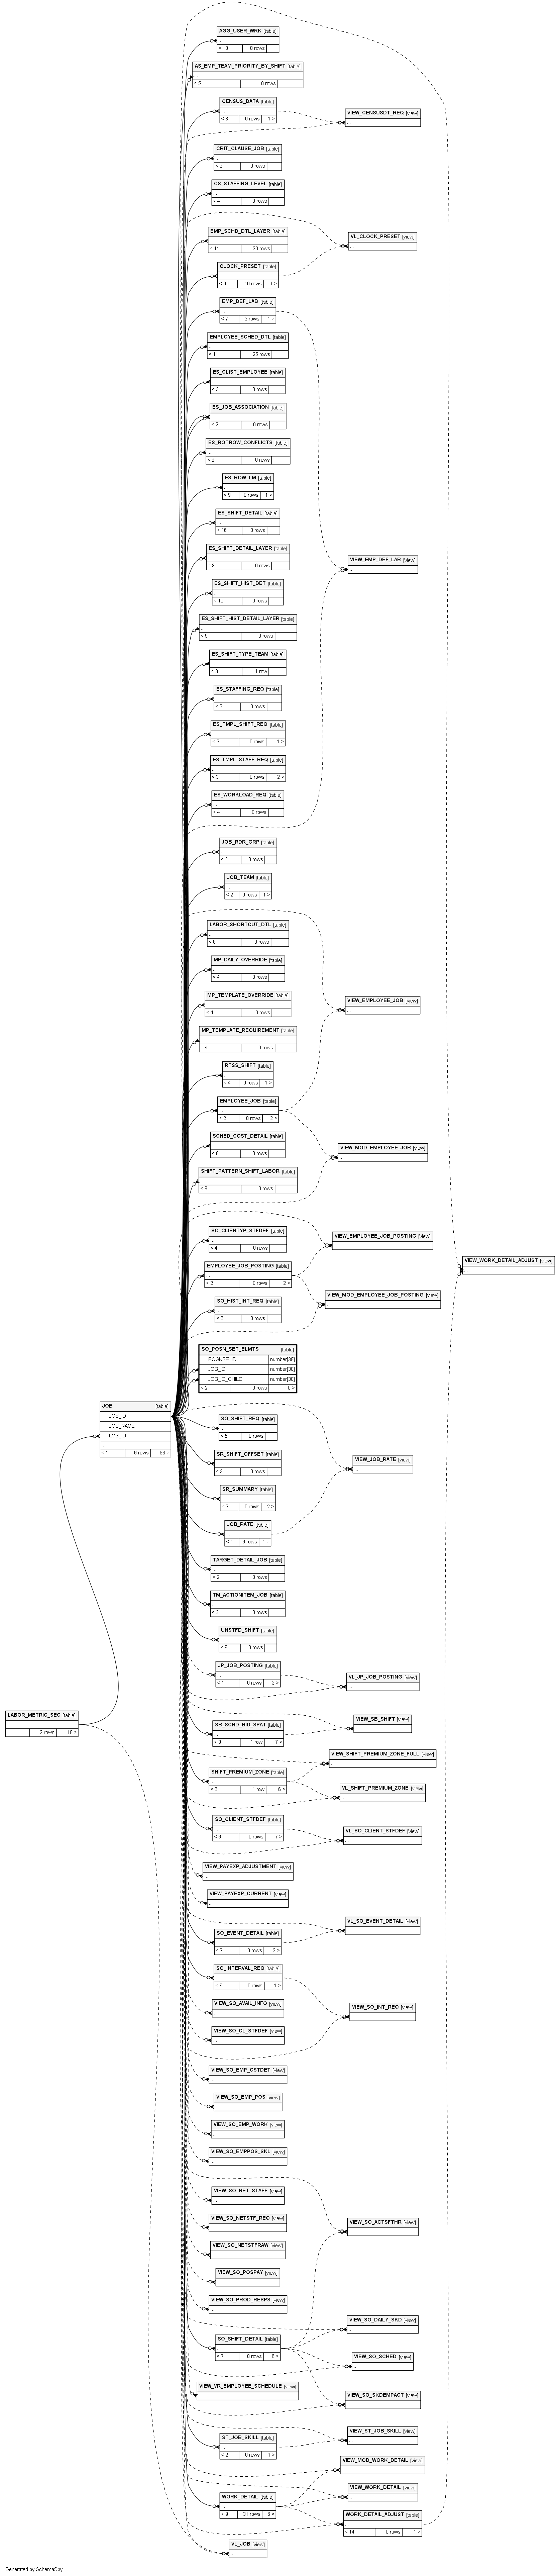 AGG_USER_WRK [table]
...
< 13 0 rows
AS_EMP_TEAM_PRIORITY_BY_SHIFT [table]
...
< 5 0 rows
CENSUS_DATA [table]
...
< 8 0 rows 1 >
VIEW_CENSUSDT_REQ [view]
...
CRIT_CLAUSE_JOB [table]
...
< 2 0 rows
CS_STAFFING_LEVEL [table]
...
< 4 0 rows
EMP_SCHD_DTL_LAYER [table]
...
< 11 20 rows
VL_CLOCK_PRESET [view]
...
CLOCK_PRESET [table]
...
< 6 10 rows 1 >
EMP_DEF_LAB [table]
...
< 7 2 rows 1 >
EMPLOYEE_SCHED_DTL [table]
...
< 11 25 rows
ES_CLIST_EMPLOYEE [table]
...
< 3 0 rows
ES_JOB_ASSOCIATION [table]
...
< 2 0 rows
ES_ROTROW_CONFLICTS [table]
...
< 9 0 rows
ES_ROW_LM [table]
...
< 9 0 rows 1 >
ES_SHIFT_DETAIL [table]
...
< 18 0 rows
ES_SHIFT_DETAIL_LAYER [table]
...
< 9 0 rows
VIEW_EMP_DEF_LAB [view]
...
ES_SHIFT_HIST_DET [table]
...
< 10 0 rows
ES_SHIFT_HIST_DETAIL_LAYER [table]
...
< 9 0 rows
ES_SHIFT_TYPE_TEAM [table]
...
< 3 1 row
ES_STAFFING_REQ [table]
...
< 3 0 rows
ES_TMPL_SHIFT_REQ [table]
...
< 3 0 rows 1 >
ES_TMPL_STAFF_REQ [table]
...
< 3 0 rows 2 >
ES_WORKLOAD_REQ [table]
...
< 4 0 rows
JOB_RDR_GRP [table]
...
< 2 0 rows
JOB_TEAM [table]
...
< 2 0 rows 1 >
LABOR_SHORTCUT_DTL [table]
...
< 8 0 rows
MP_DAILY_OVERRIDE [table]
...
< 4 0 rows
MP_TEMPLATE_OVERRIDE [table]
...
< 4 0 rows
VIEW_EMPLOYEE_JOB [view]
...
MP_TEMPLATE_REQUIREMENT [table]
...
< 4 0 rows
RTSS_SHIFT [table]
...
< 4 0 rows 1 >
EMPLOYEE_JOB [table]
...
< 2 0 rows 2 >
SCHED_COST_DETAIL [table]
...
< 8 0 rows
VIEW_MOD_EMPLOYEE_JOB [view]
...
SHIFT_PATTERN_SHIFT_LABOR [table]
...
< 9 0 rows
SO_CLIENTYP_STFDEF [table]
...
< 4 0 rows
VIEW_EMPLOYEE_JOB_POSTING [view]
...
VIEW_WORK_DETAIL_ADJUST [view]
...
EMPLOYEE_JOB_POSTING [table]
...
< 2 0 rows 2 >
VIEW_MOD_EMPLOYEE_JOB_POSTING [view]
...
SO_HIST_INT_REQ [table]
...
< 6 0 rows
SO_POSN_SET_ELMTS [table]
POSNSE_ID number[38]
JOB_ID number[38]
JOB_ID_CHILD number[38]
< 2 0 rows 0 >
JOB [table]
JOB_ID
JOB_NAME
LMS_ID
...
< 1 6 rows 93 >
SO_SHIFT_REQ [table]
...
< 5 0 rows
SR_SHIFT_OFFSET [table]
...
< 3 0 rows
VIEW_JOB_RATE [view]
...
SR_SUMMARY [table]
...
< 7 0 rows 2 >
JOB_RATE [table]
...
< 1 6 rows 1 >
TARGET_DETAIL_JOB [table]
...
< 2 0 rows
TM_ACTIONITEM_JOB [table]
...
< 2 0 rows
UNSTFD_SHIFT [table]
...
< 8 0 rows
JP_JOB_POSTING [table]
...
< 1 0 rows 3 >
VL_JP_JOB_POSTING [view]
...
LABOR_METRIC_SEC [table]
...
2 rows 18 >
SB_SCHD_BID_SPAT [table]
...
< 3 1 row 7 >
VIEW_SB_SHIFT [view]
...
VIEW_SHIFT_PREMIUM_ZONE_FULL [view]
...
SHIFT_PREMIUM_ZONE [table]
...
< 6 1 row 6 >
VL_SHIFT_PREMIUM_ZONE [view]
...
SO_CLIENT_STFDEF [table]
...
< 8 0 rows 7 >
VL_SO_CLIENT_STFDEF [view]
...
VIEW_PAYEXP_ADJUSTMENT [view]
...
VIEW_PAYEXP_CURRENT [view]
...
VL_SO_EVENT_DETAIL [view]
...
SO_EVENT_DETAIL [table]
...
< 7 0 rows 2 >
SO_INTERVAL_REQ [table]
...
< 6 0 rows 1 >
VIEW_SO_AVAIL_INFO [view]
...
VIEW_SO_INT_REQ [view]
...
VIEW_SO_CL_STFDEF [view]
...
VIEW_SO_EMP_CSTDET [view]
...
VIEW_SO_EMP_POS [view]
...
VIEW_SO_EMP_WORK [view]
...
VIEW_SO_EMPPOS_SKL [view]
...
VIEW_SO_NET_STAFF [view]
...
VIEW_SO_NETSTF_REQ [view]
...
VIEW_SO_ACTSFTHR [view]
...
VIEW_SO_NETSTFRAW [view]
...
VIEW_SO_POSPAY [view]
...
VIEW_SO_PROD_RESPS [view]
...
VIEW_SO_DAILY_SKD [view]
...
SO_SHIFT_DETAIL [table]
...
< 7 0 rows 8 >
VIEW_SO_SCHED [view]
...
VIEW_VR_EMPLOYEE_SCHEDULE [view]
...
VIEW_SO_SKDEMPACT [view]
...
ST_JOB_SKILL [table]
...
< 2 0 rows 1 >
VIEW_ST_JOB_SKILL [view]
...
VIEW_MOD_WORK_DETAIL [view]
...
VIEW_WORK_DETAIL [view]
...
WORK_DETAIL [table]
...
< 9 31 rows 5 >
WORK_DETAIL_ADJUST [table]
...
< 14 0 rows 1 >
VL_JOB [view]
...
Generated by SchemaSpy